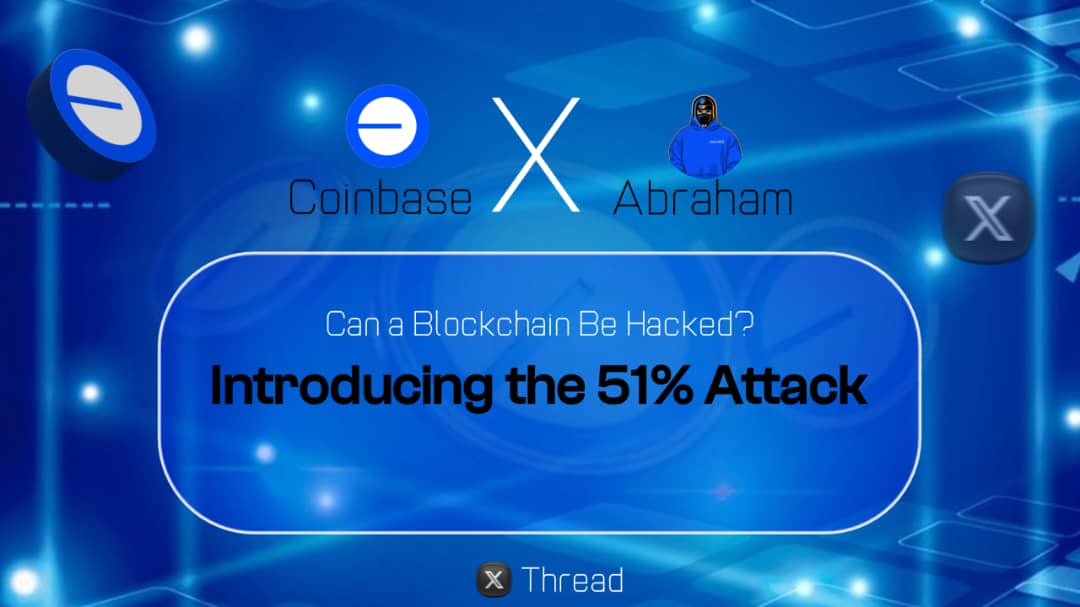 Coinbase X Abraham
Can a Blockchain Be Hacked?
Introducing the 51% Attack
X Thread